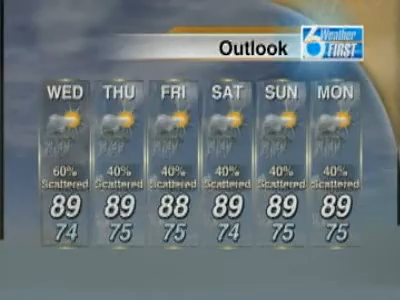 Outlook
6 Weather
FIRST
WED THU FRI SAT SUN MON
60% 40% 40% 40% 40% 40%
Scattered Scattered Scattered Scattered Scattered Scattered
89 89 88 89 89 89
74 75 75 74 75 75